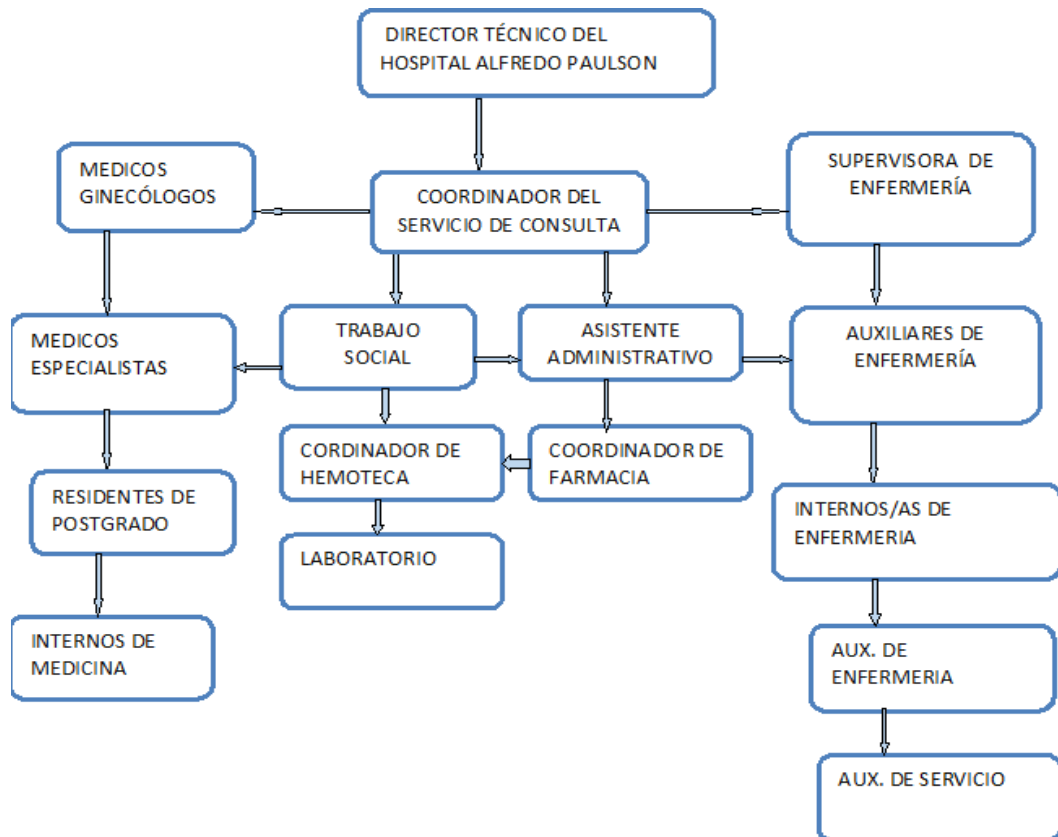 DIRECTOR TÉCNICO DEL
HOSPITAL ALFREDO PAULSON
MEDICOS
GINECÓLOGOS
COORDINADOR DEL
SERVICIO DE CONSULTA
SUPERVISORA DE
ENFERMERÍA
MEDICOS
ESPECIALISTAS
TRABAJO
SOCIAL
ASISTENTE
ADMINISTRATIVO
AUXILIARES DE
ENFERMERÍA
CORDINADOR DE
HEMOTECA
COORDINADOR DE
FARMACIA
RESIDENTES DE
POSTGRADO
INTERNOS/AS DE
ENFERMERIA
LABORATORIO
INTERNOS DE
MEDICINA
AUX. DE
ENFERMERIA
AUX. DE SERVICIO